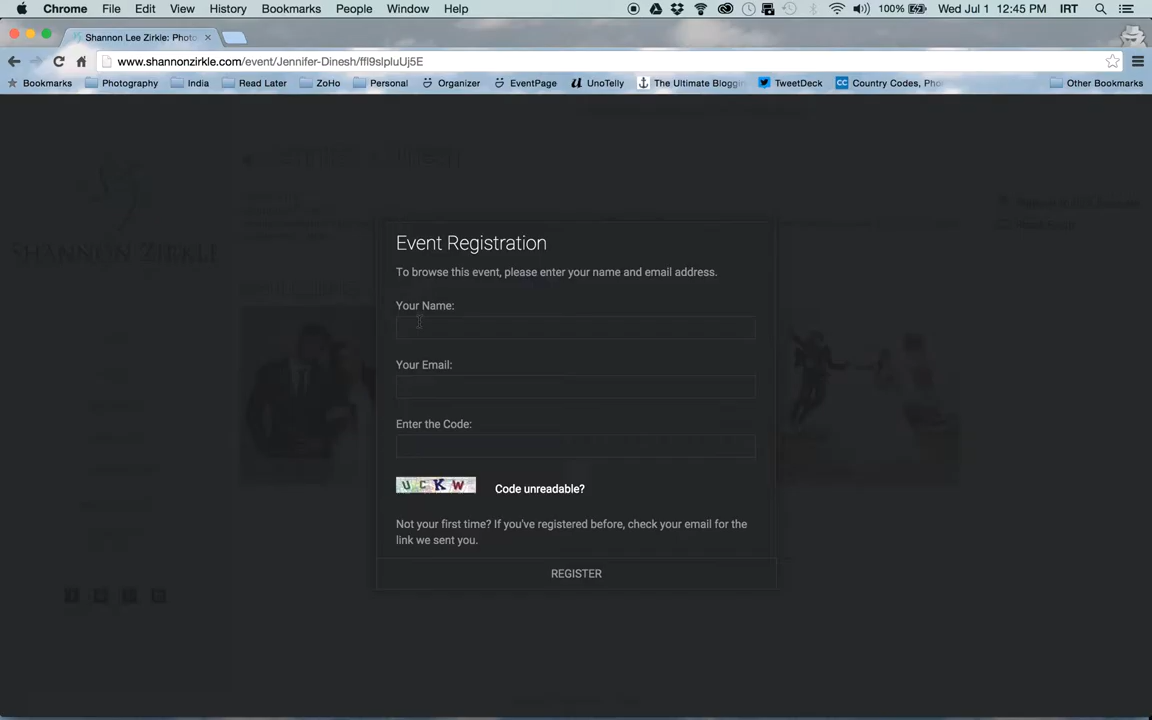 Chrome File Edit View History Bookmarks People Window Help 100% Wed Jul 1 12:45 PM IRT
Shannon Lee Zirkle: Photo
www.shannonzirkle.com/event/Jennifer-Dinesh/ffl9slpluUj5E
Bookmarks Photography India Read Later ZoHo Personal Organizer EventPage UnoTelly The Ultimate Bloggin TweetDeck Country Codes, Pho Other Bookmarks
SHANNON ZIRKLE
Event Registration
To browse this event, please enter your name and email address.
Your Name:
Your Email:
Enter the Code:
UCKW Code unreadable?
Not your first time? If you've registered before, check your email for the
link we sent you.
REGISTER